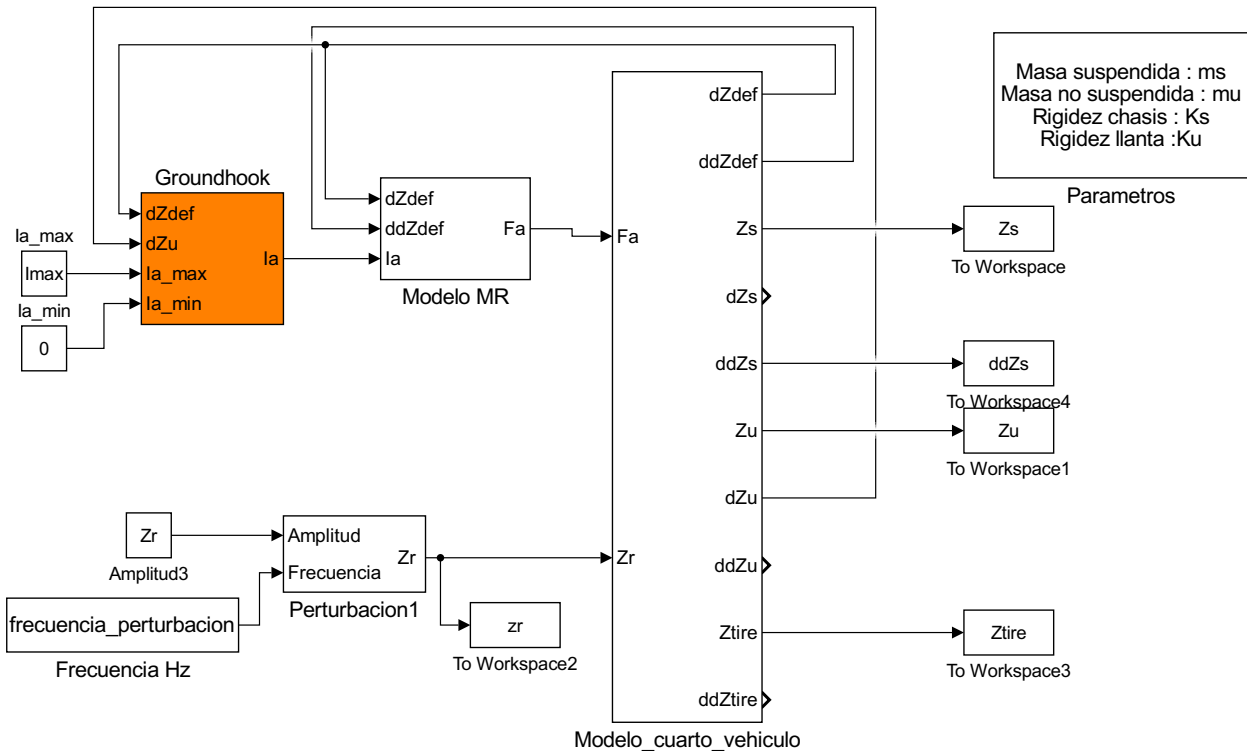 Groundhook
dZdef
dZu
Ia_max
Ia_min
Ia
Ia_max
Imax
Ia_min
0
dZdef
ddZdef
Ia
Fa
Modelo MR
Fa
Zr
dZdef
ddZdef
Zs
dZs
ddZs
Zu
dZu
ddZu
Ztire
ddZtire
Modelo_cuarto_vehiculo
Masa suspendida : ms
Masa no suspendida : mu
Rigidez chasis : Ks
Rigidez llanta :Ku
Parametros
Zs
To Workspace
ddZs
To Workspace4
Zu
To Workspace1
Ztire
To Workspace3
Zr
Amplitud3
frecuencia_perturbacion
Frecuencia Hz
Amplitud
Frecuencia
Zr
Perturbacion1
zr
To Workspace2